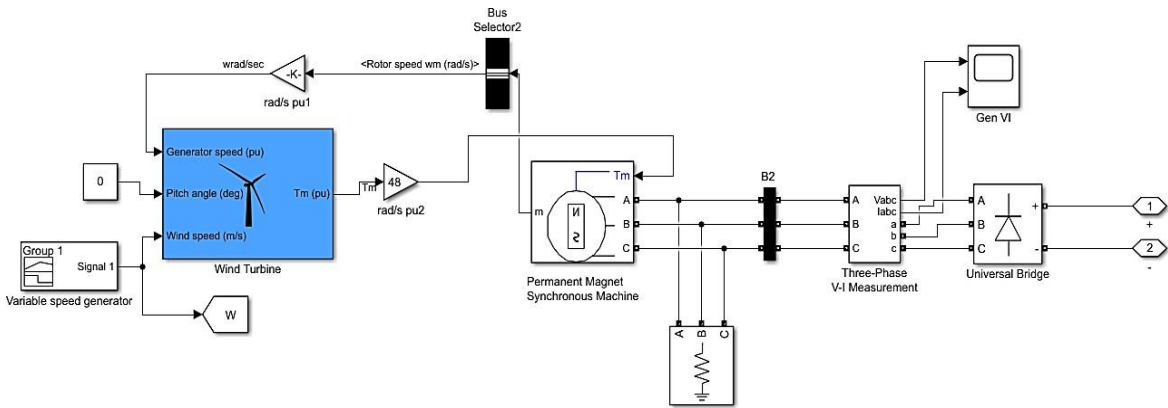 Bus
Selector2
wrad/sec
<Rotor speed wm (rad/s)>
-K-
rad/s pu1
Gen VI
Generator speed (pu)
0
Pitch angle (deg)
Tm (pu)
Tm
48
rad/s pu2
Wind speed (m/s)
Wind Turbine
Group 1
Signal 1
Variable speed generator
W
Tm
m
A
B
C
N
S
Permanent Magnet
Synchronous Machine
B2
A
B
C
Vabc
Iabc
a
b
c
Three-Phase
V-I Measurement
A
B
C
+
-
Universal Bridge
1
+
2
-
A
B
C